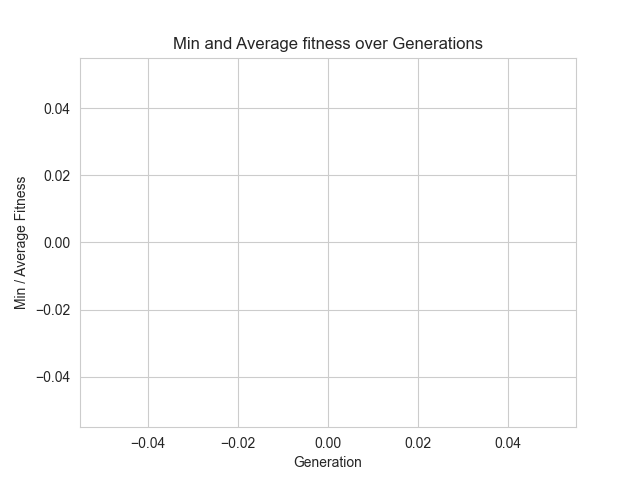 Min and Average fitness over Generations
0.04
0.02
0.00
−0.02
−0.04
Min / Average Fitness
−0.04 −0.02 0.00 0.02 0.04
Generation